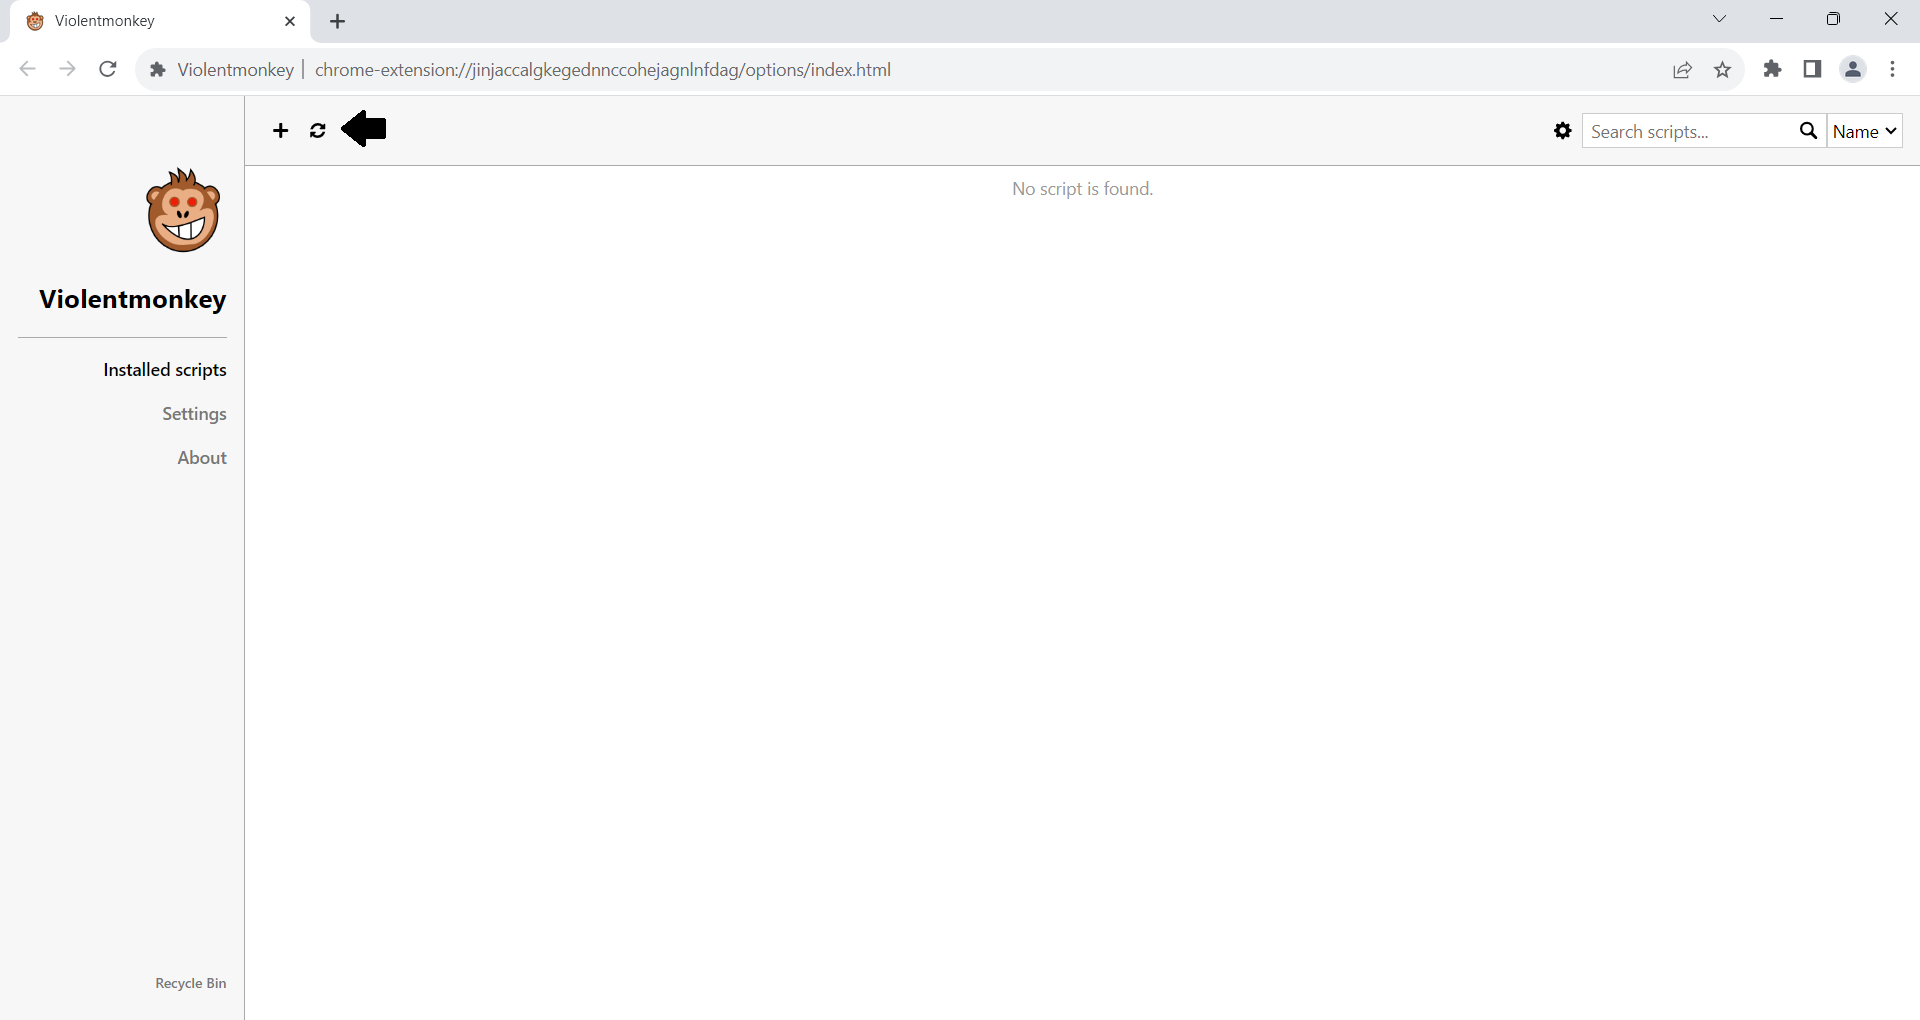 Violentmonkey
Violentmonkey | chrome-extension://jinjaccalgkegednnccohejagnlnfdag/options/index.html
Search scripts...
Name
No script is found.
Violentmonkey
Installed scripts
Settings
About
Recycle Bin